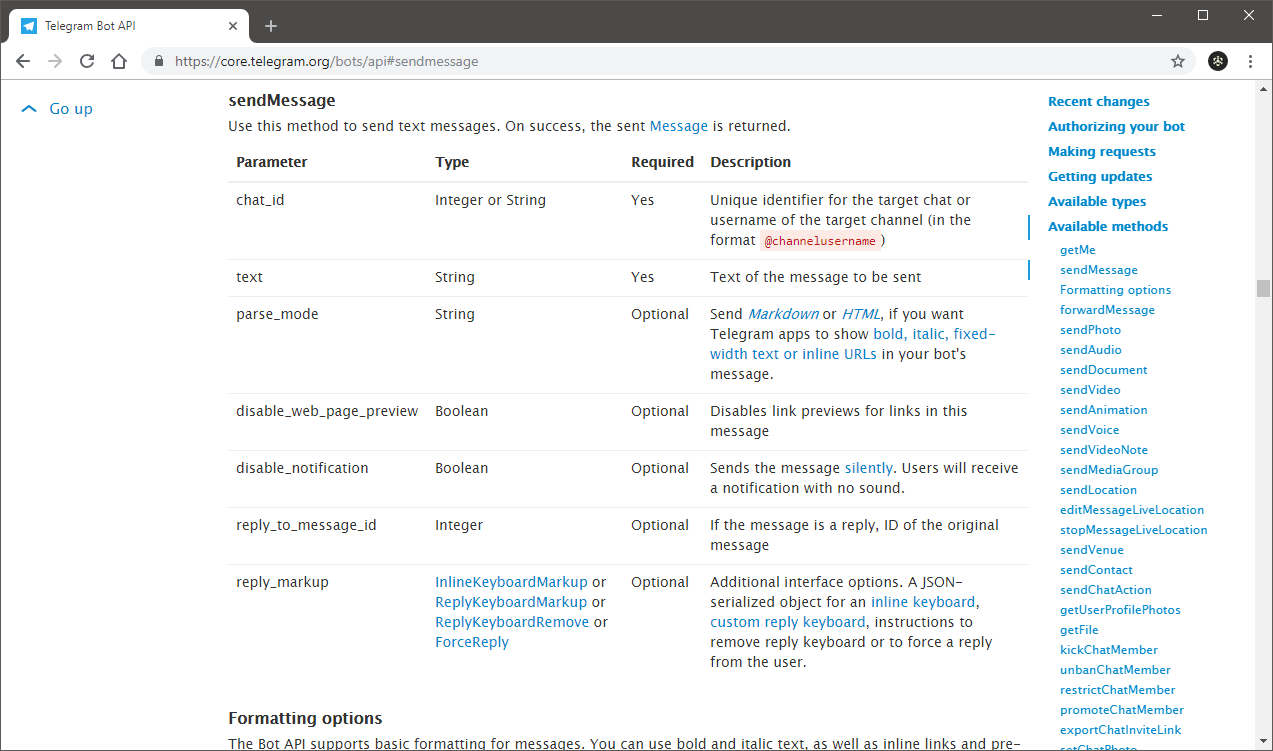 Telegram Bot API
https://core.telegram.org/bots/api#sendmessage
Go up
sendMessage
Use this method to send text messages. On success, the sent Message is returned.
Parameter Type Required Description
chat_id Integer or String Yes Unique identifier for the target chat or
username of the target channel (in the
format @channelusername )
text String Yes Text of the message to be sent
parse_mode String Optional Send Markdown or HTML, if you want
Telegram apps to show bold, italic, fixed-
width text or inline URLs in your bot's
message.
disable_web_page_preview Boolean Optional Disables link previews for links in this
message
disable_notification Boolean Optional Sends the message silently. Users will receive
a notification with no sound.
reply_to_message_id Integer Optional If the message is a reply, ID of the original
message
reply_markup InlineKeyboardMarkup or Optional Additional interface options. A JSON-
ReplyKeyboardMarkup or serialized object for an inline keyboard,
ReplyKeyboardRemove or custom reply keyboard, instructions to
ForceReply remove reply keyboard or to force a reply
from the user.
Formatting options
The Bot API supports basic formatting for messages. You can use bold and italic text, as well as inline links and pre-
Recent changes
Authorizing your bot
Making requests
Getting updates
Available types
Available methods
getMe
sendMessage
Formatting options
forwardMessage
sendPhoto
sendAudio
sendDocument
sendVideo
sendAnimation
sendVoice
sendVideoNote
sendMediaGroup
sendLocation
editMessageLiveLocation
stopMessageLiveLocation
sendVenue
sendContact
sendChatAction
getUserProfilePhotos
getFile
kickChatMember
unbanChatMember
restrictChatMember
promoteChatMember
exportChatInviteLink
setChatPhoto